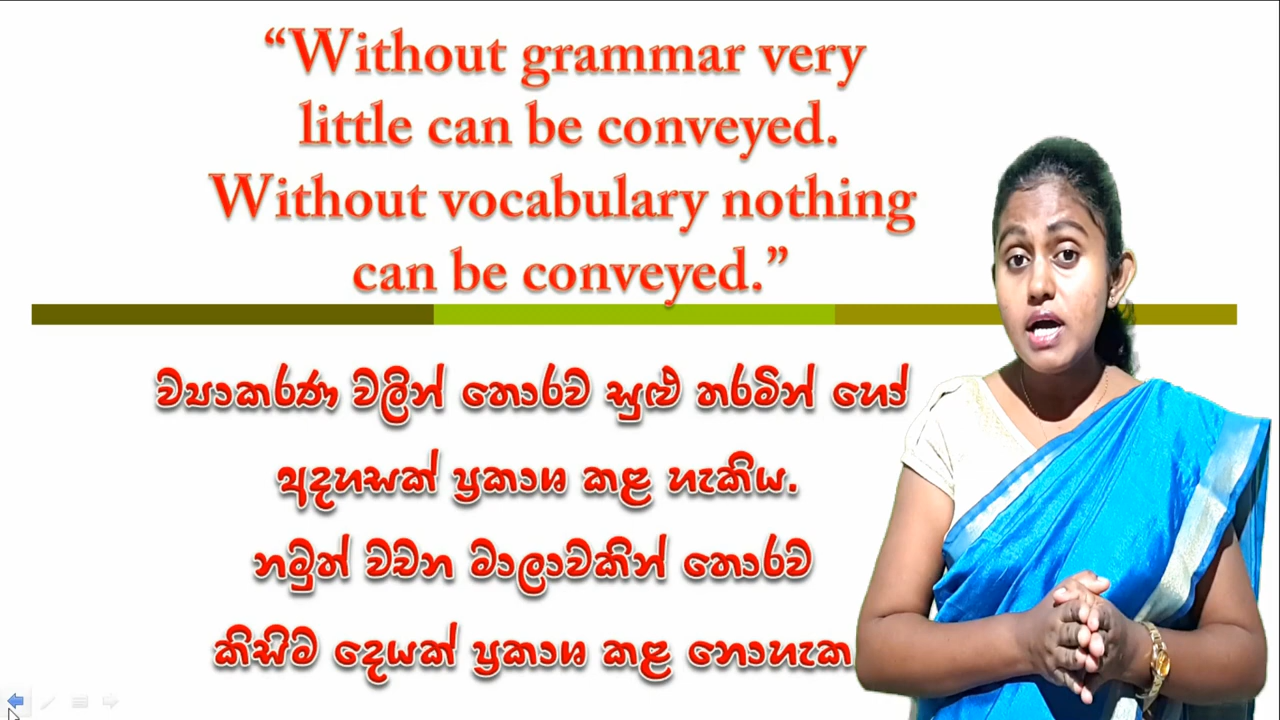 “Without grammar very
little can be conveyed.
Without vocabulary nothing
can be conveyed.”
ව්‍යාකරණ වලින් තොරව සුළු තරමින් හෝ
අදහසක් ප්‍රකාශ කළ හැකිය.
නමුත් වචන මාලාවකින් තොරව
කිසිම දෙයක් ප්‍රකාශ කළ නොහැක